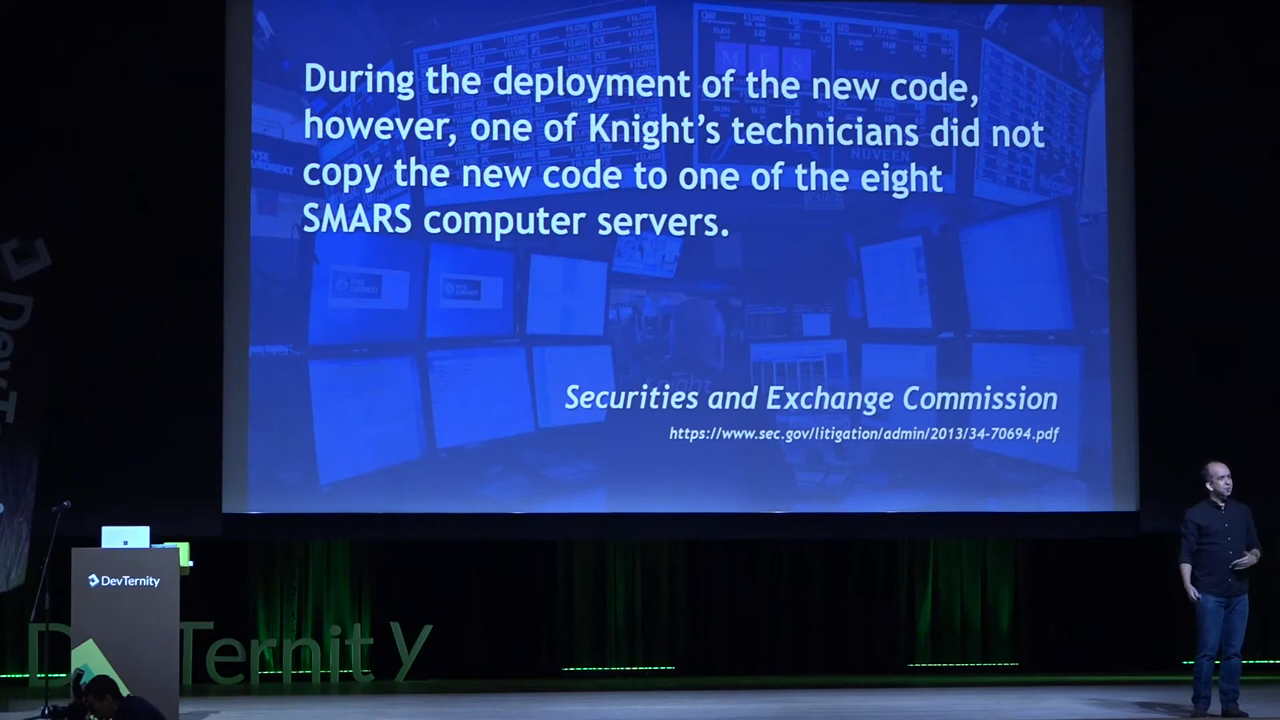 During the deployment of the new code,
however, one of Knight’s technicians did not
copy the new code to one of the eight
SMARS computer servers.
Securities and Exchange Commission
https://www.sec.gov/litigation/admin/2013/34-70694.pdf
DevTernity